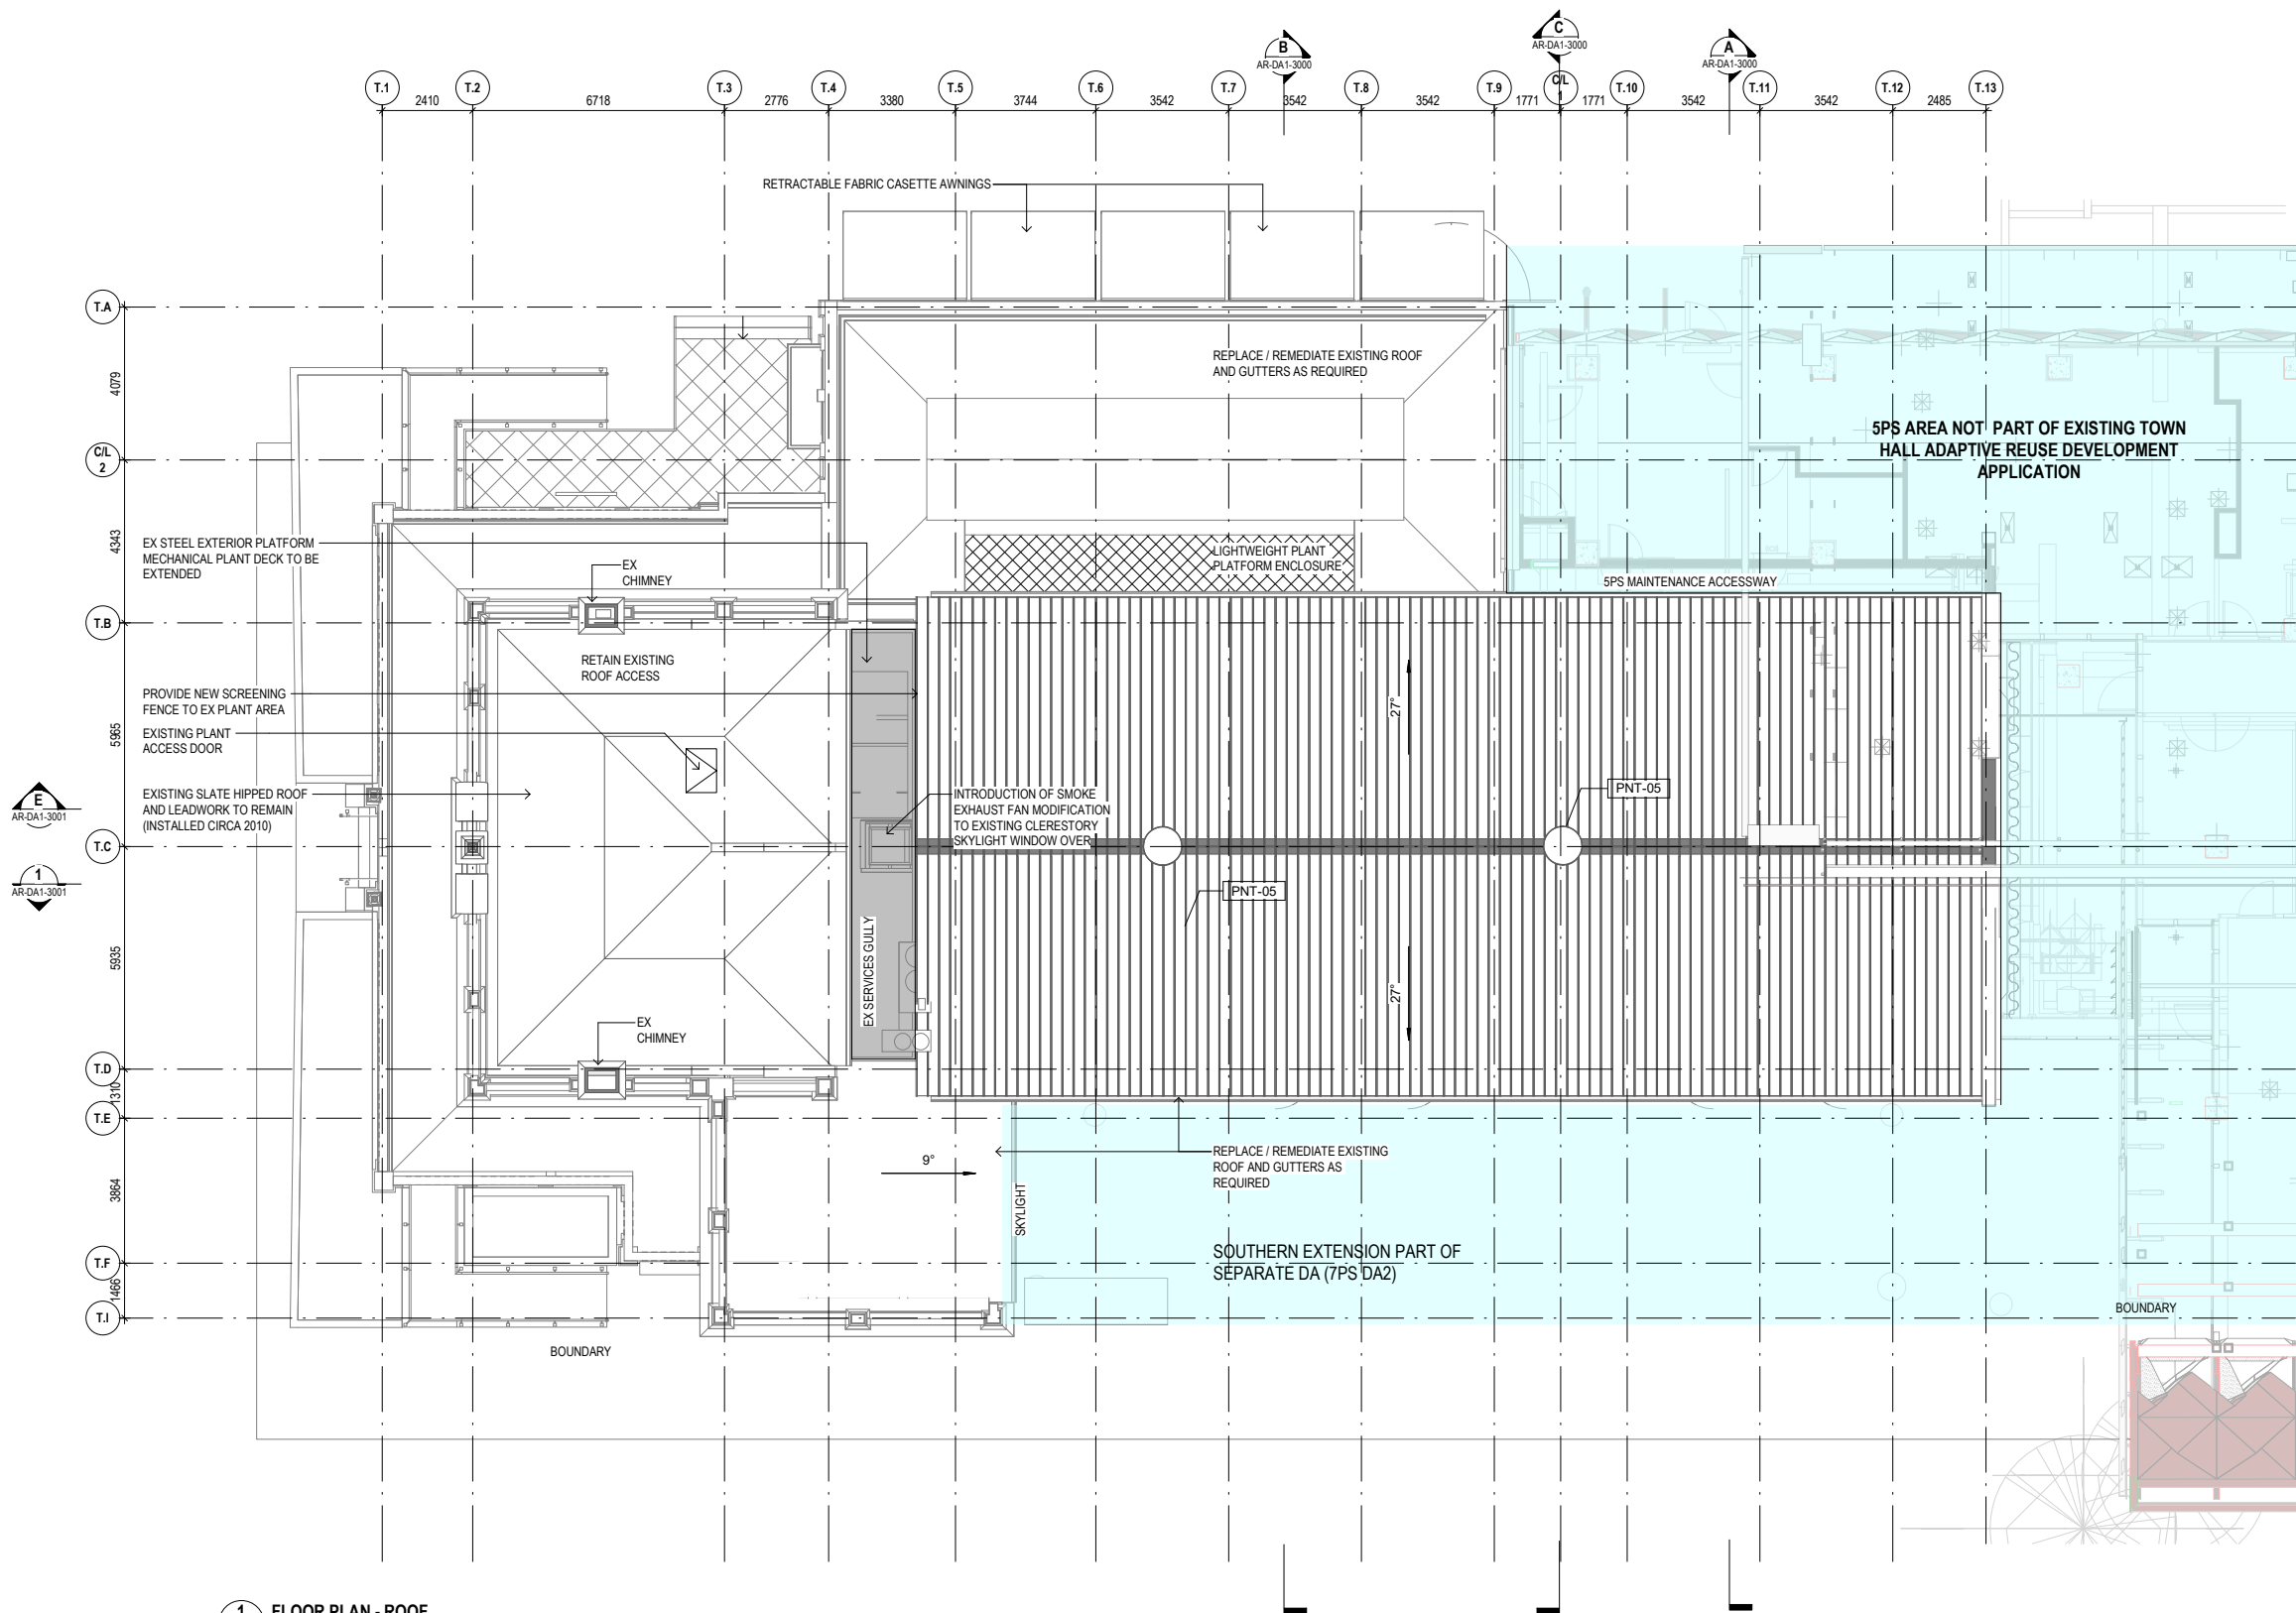 B
AR-DA1-3000
C
AR-DA1-3000
A
AR-DA1-3000
T.1
T.2
T.3
T.4
T.5
T.6
T.7
T.8
T.9
C/L
1
T.10
T.11
T.12
T.13
2410
6718
2776
3380
3744
3542
3542
3542
1771
1771
3542
3542
2485
RETRACTABLE FABRIC CASETTE AWNINGS
T.A
4079
REPLACE / REMEDIATE EXISTING ROOF
AND GUTTERS AS REQUIRED
5PS AREA NOT PART OF EXISTING TOWN
HALL ADAPTIVE REUSE DEVELOPMENT
APPLICATION
C/L
2
4343
EX STEEL EXTERIOR PLATFORM
MECHANICAL PLANT DECK TO BE
EXTENDED
EX
CHIMNEY
LIGHTWEIGHT PLANT
PLATFORM ENCLOSURE
5PS MAINTENANCE ACCESSWAY
T.B
RETAIN EXISTING
ROOF ACCESS
PROVIDE NEW SCREENING
FENCE TO EX PLANT AREA
27°
5965
EXISTING PLANT
ACCESS DOOR
EXISTING SLATE HIPPED ROOF
AND LEADWORK TO REMAIN
(INSTALLED CIRCA 2010)
INTRODUCTION OF SMOKE
EXHAUST FAN MODIFICATION
TO EXISTING CLERESTORY
SKYLIGHT WINDOW OVER
PNT-05
E
AR-DA1-3001
T.C
1
AR-DA1-3001
PNT-05
5935
EX SERVICES GULLY
27°
EX
CHIMNEY
T.D
1310
T.E
REPLACE / REMEDIATE EXISTING
ROOF AND GUTTERS AS
REQUIRED
9°
3864
SKYLIGHT
SOUTHERN EXTENSION PART OF
SEPARATE DA (7PS DA2)
T.F
1466
T.I
BOUNDARY
BOUNDARY
1
FLOOR PLAN - ROOF